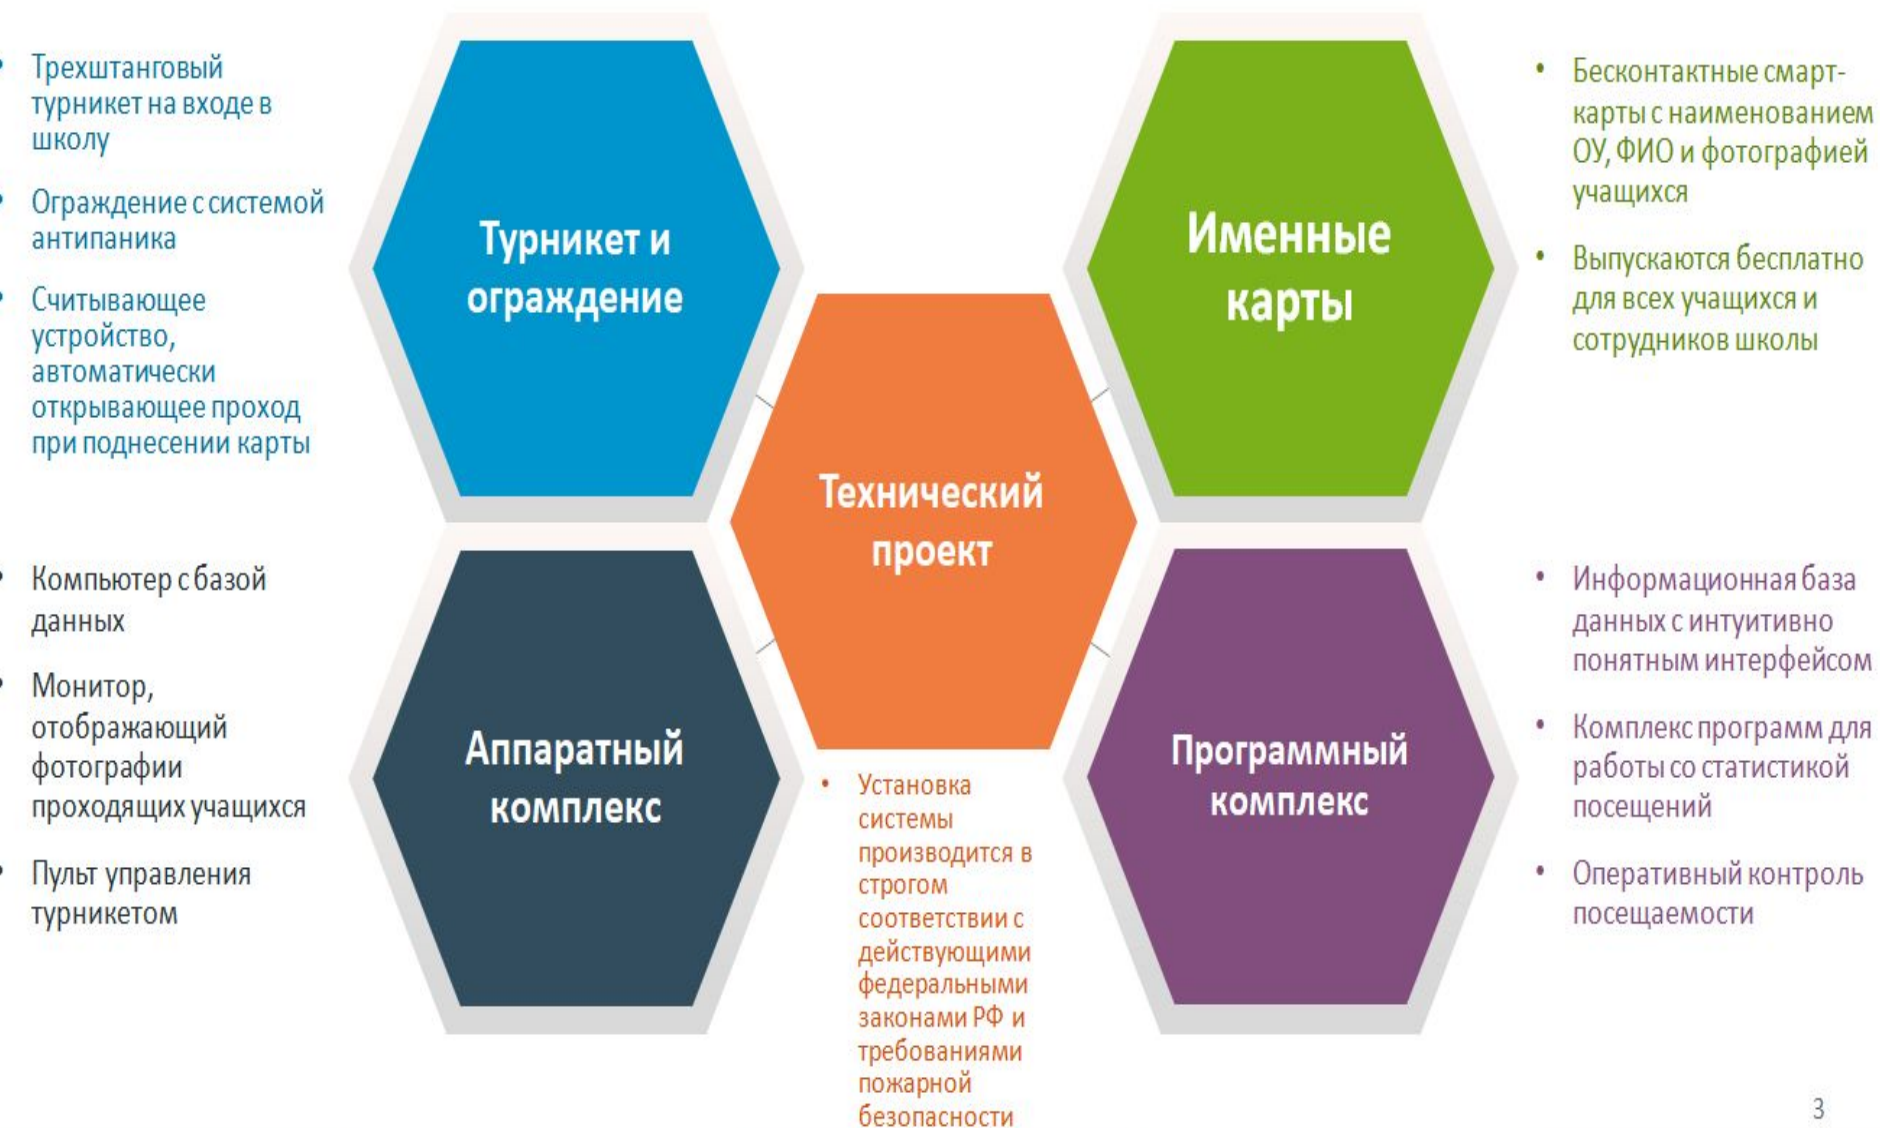 • Трехштанговый
турникет на входе в
школу
• Ограждение с системой
антипаника
• Считывающее
устройство,
автоматически
открывающее проход
при поднесении карты
Турникет и
ограждение
Именные
карты
• Бесконтактные смарт-
карты с наименованием
ОУ, ФИО и фотографией
учащихся
• Выпускаются бесплатно
для всех учащихся и
сотрудников школы
Технический
проект
• Компьютер с базой
данных
• Монитор,
отображающий
фотографии
проходящих учащихся
• Пульт управления
турникетом
Аппаратный
комплекс
• Установка
системы
производится в
строгом
соответствии с
действующими
федеральными
законами РФ и
требованиями
пожарной
безопасности
Программный
комплекс
• Информационная база
данных с интуитивно
понятным интерфейсом
• Комплекс программ для
работы со статистикой
посещений
• Оперативный контроль
посещаемости
3